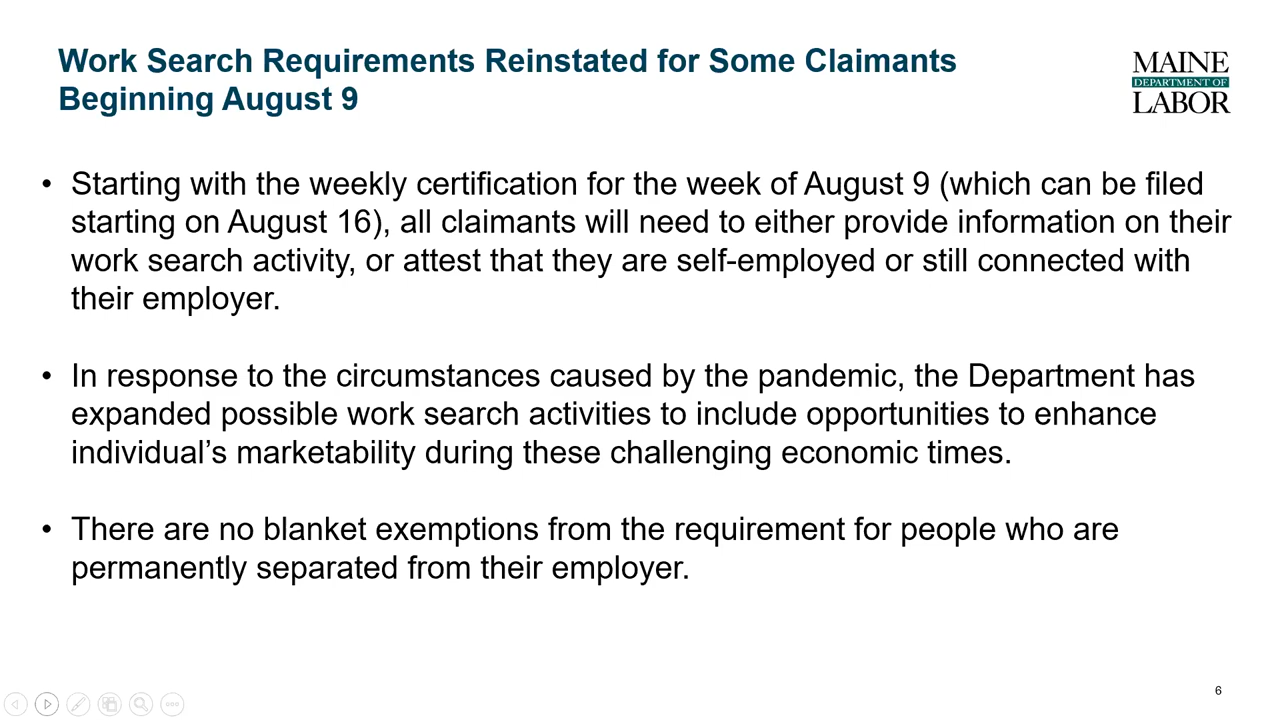 Work Search Requirements Reinstated for Some Claimants
Beginning August 9
MAINE
DEPARTMENT OF
LABOR
• Starting with the weekly certification for the week of August 9 (which can be filed
starting on August 16), all claimants will need to either provide information on their
work search activity, or attest that they are self-employed or still connected with
their employer.
• In response to the circumstances caused by the pandemic, the Department has
expanded possible work search activities to include opportunities to enhance
individual’s marketability during these challenging economic times.
• There are no blanket exemptions from the requirement for people who are
permanently separated from their employer.
6